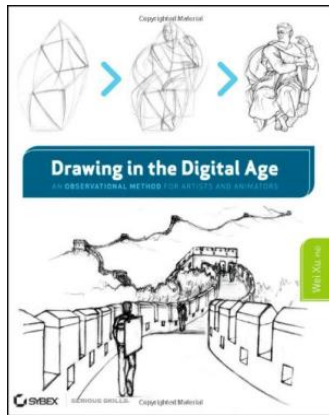 Copyrighted Material
Drawing in the Digital Age
AN OBSERVATIONAL METHOD FOR ARTISTS AND ANIMATORS
Wei Xu, PhD
SYBEX
SERIOUS SKILLS.
Copyrighted Material